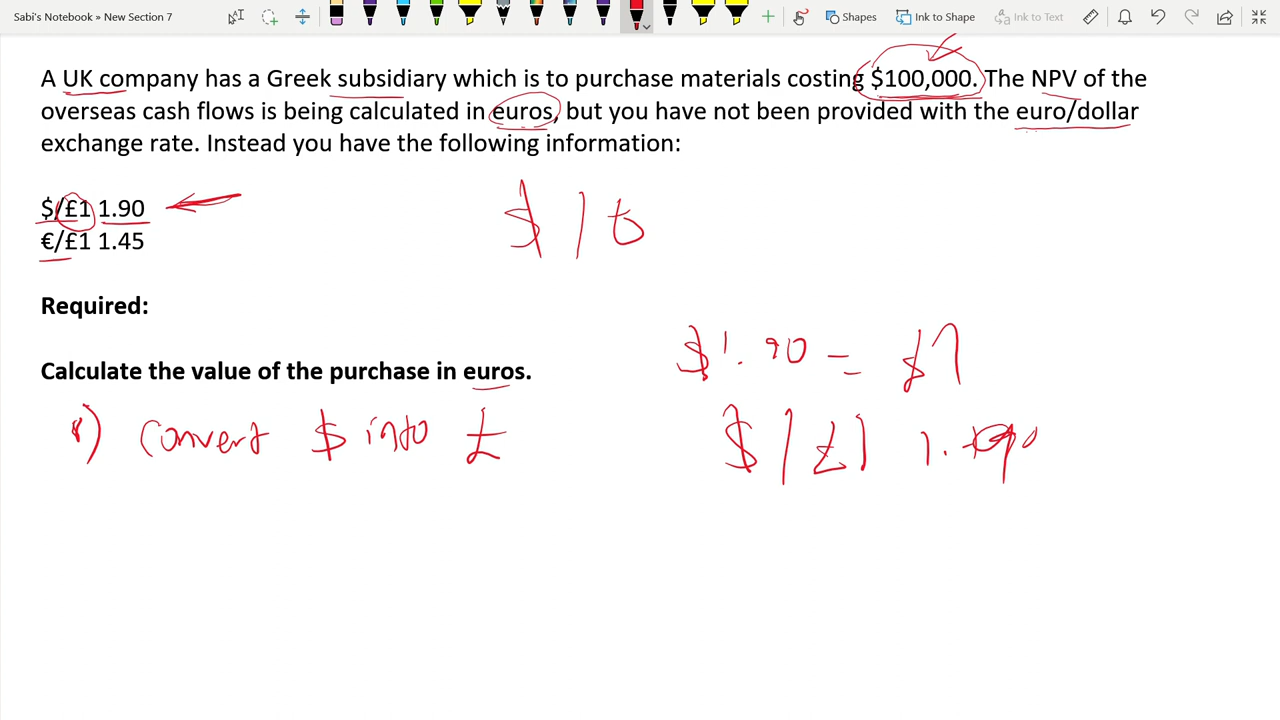 Sabi's Notebook » New Section 7
Shapes
Ink to Shape
Ink to Text
A UK company has a Greek subsidiary which is to purchase materials costing $100,000. The NPV of the
overseas cash flows is being calculated in euros, but you have not been provided with the euro/dollar
exchange rate. Instead you have the following information:
$/£1 1.90
€/£1 1.45
$ /
Required:
$1.90 =
Calculate the value of the purchase in euros.
1) Convert $ into £
$ / £1 1.90